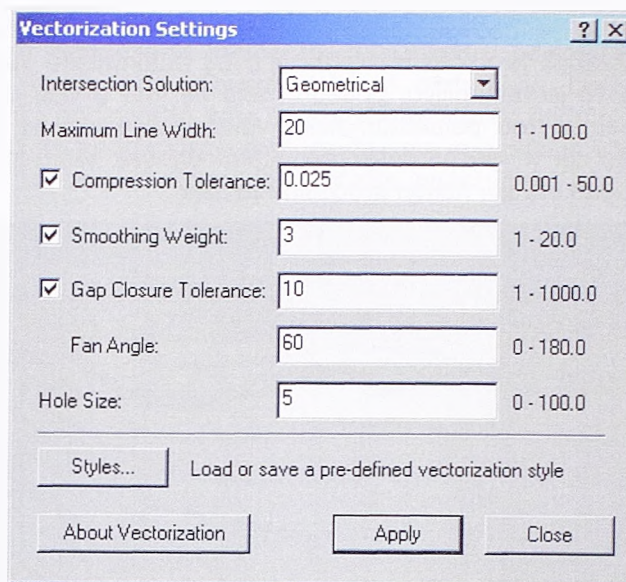 Vectorization Settings
Intersection Solution: Geometrical
Maximum Line Width: 20 1 - 100.0
Compression Tolerance: 0.025 0.001 - 50.0
Smoothing Weight: 3 1 - 20.0
Gap Closure Tolerance: 10 1 - 1000.0
Fan Angle: 60 0 - 180.0
Hole Size: 5 0 - 100.0
Styles... Load or save a pre-defined vectorization style
About Vectorization Apply Close